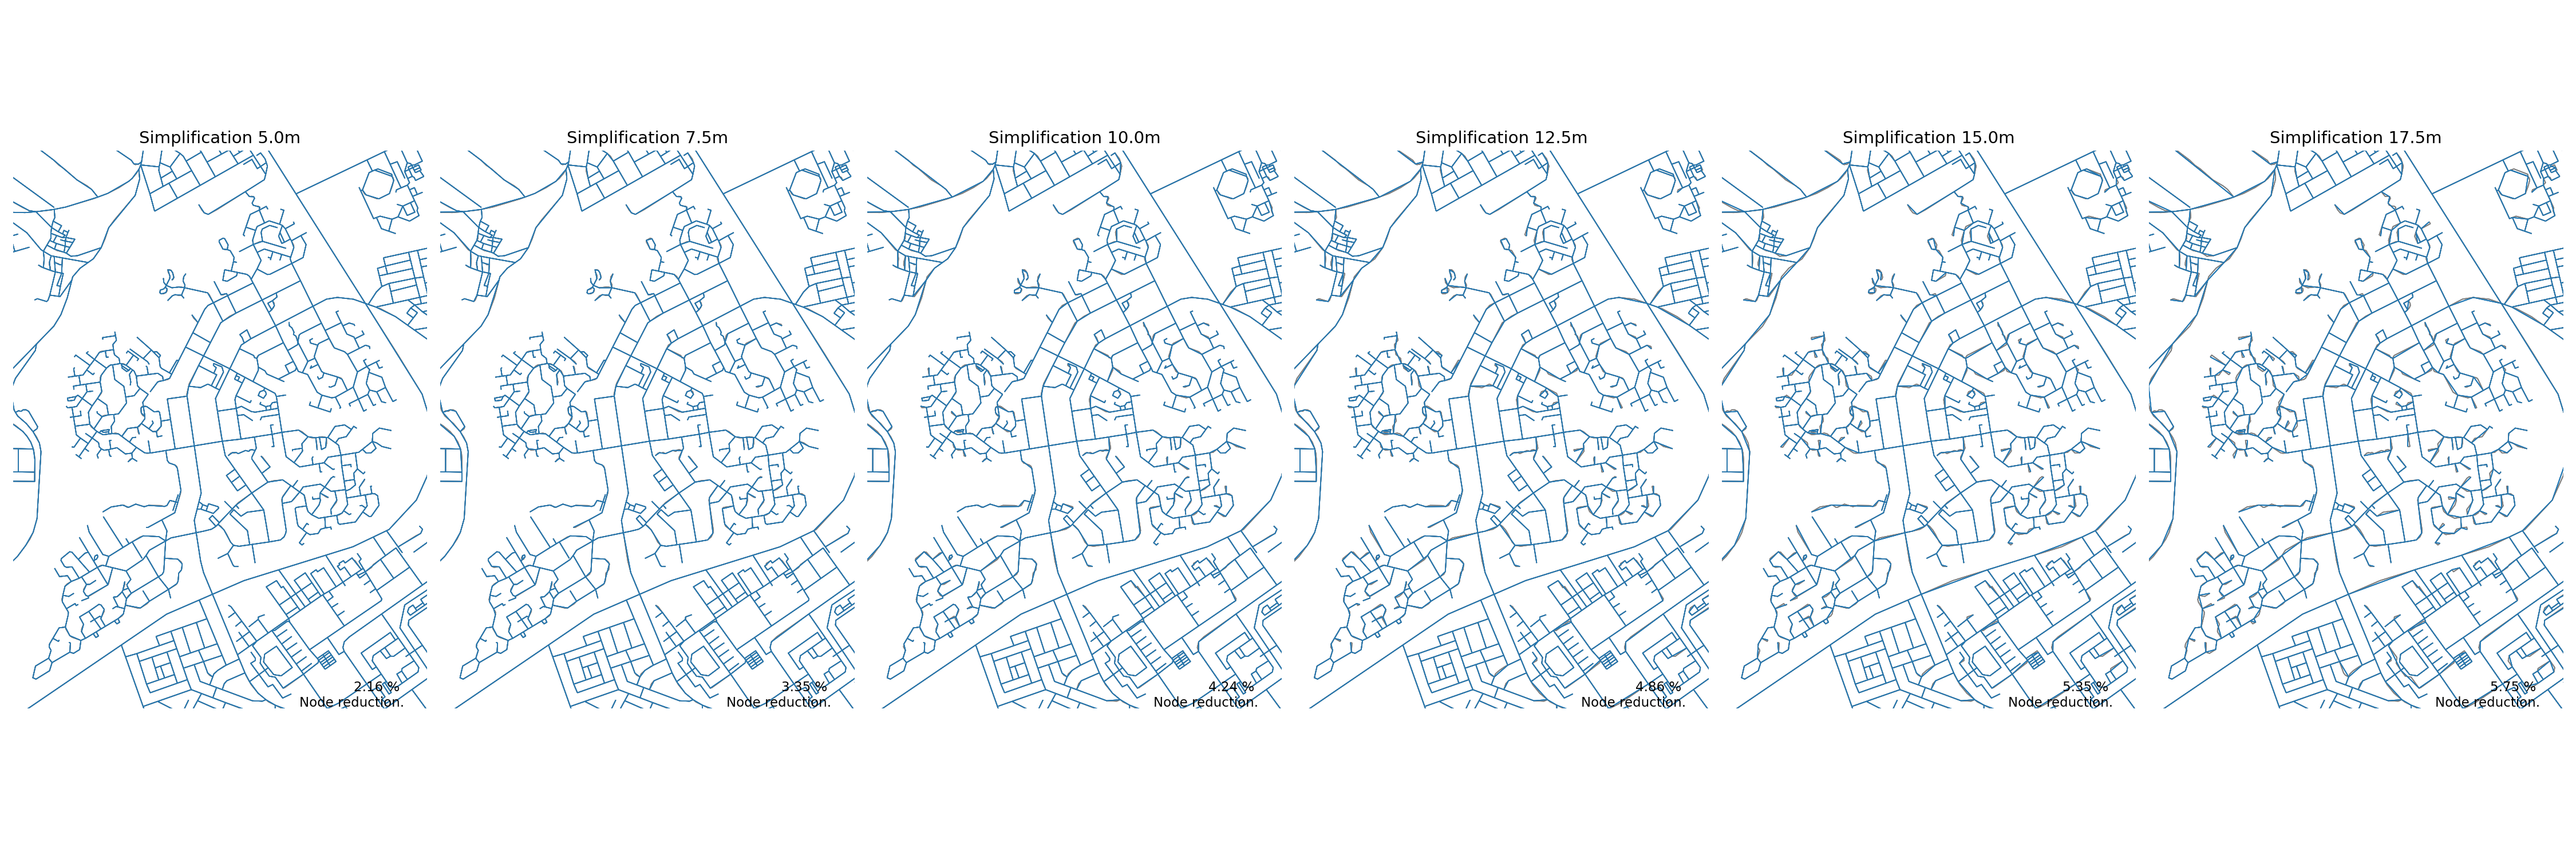 Simplification 5.0m
Simplification 7.5m
Simplification 10.0m
Simplification 12.5m
Simplification 15.0m
Simplification 17.5m
2.16 %
Node reduction.
3.35 %
Node reduction.
4.24 %
Node reduction.
4.86 %
Node reduction.
5.35 %
Node reduction.
5.75 %
Node reduction.